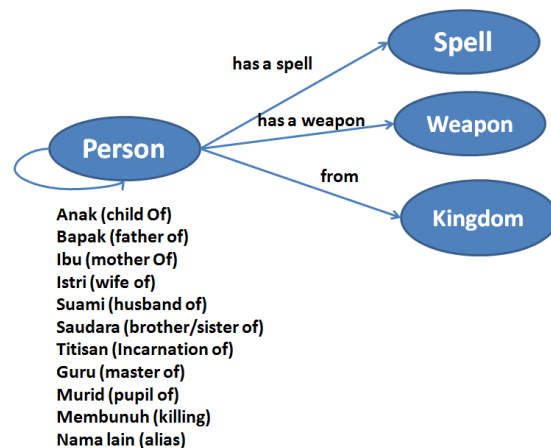 Spell
has a spell
has a weapon
Weapon
Person
from
Kingdom
Anak (child Of)
Bapak (father of)
Ibu (mother Of)
Istri (wife of)
Suami (husband of)
Saudara (brother/sister of)
Titisan (Incarnation of)
Guru (master of)
Murid (pupil of)
Membunuh (killing)
Nama lain (alias)